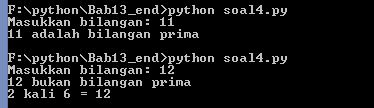 F:\python\Bab13_end>python soal4.py
Masukkan bilangan: 11
11 adalah bilangan prima
F:\python\Bab13_end>python soal4.py
Masukkan bilangan: 12
12 bukan bilangan prima
2 kali 6 = 12